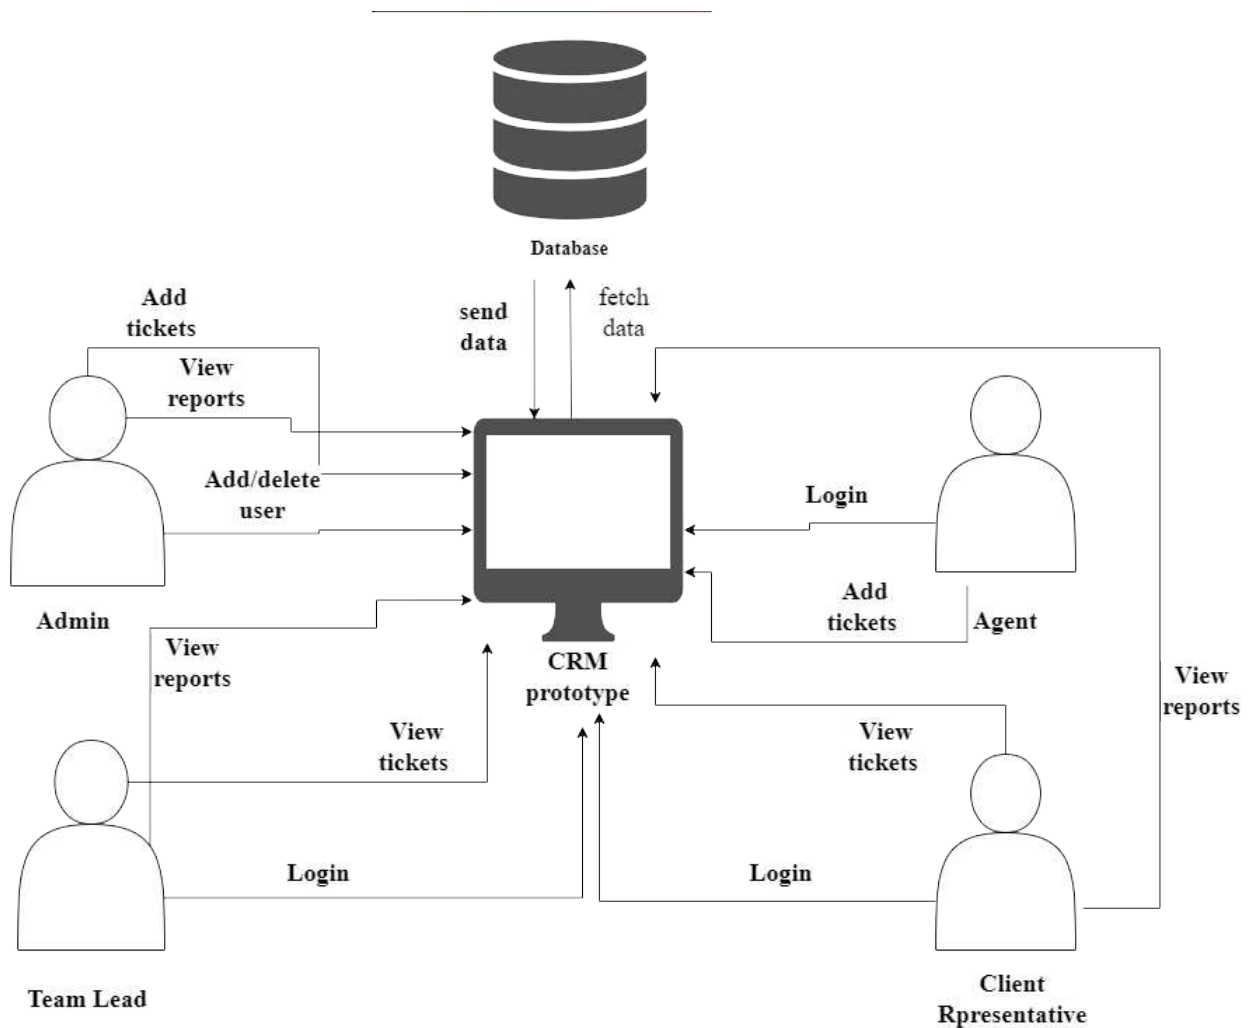 Database
send
data
fetch
data
Add
tickets
View
reports
Add/delete
user
Admin
Login
Add
tickets
Agent
CRM
prototype
View
reports
View
reports
View
tickets
View
tickets
Login
Login
Team Lead
Client
Rpresentative